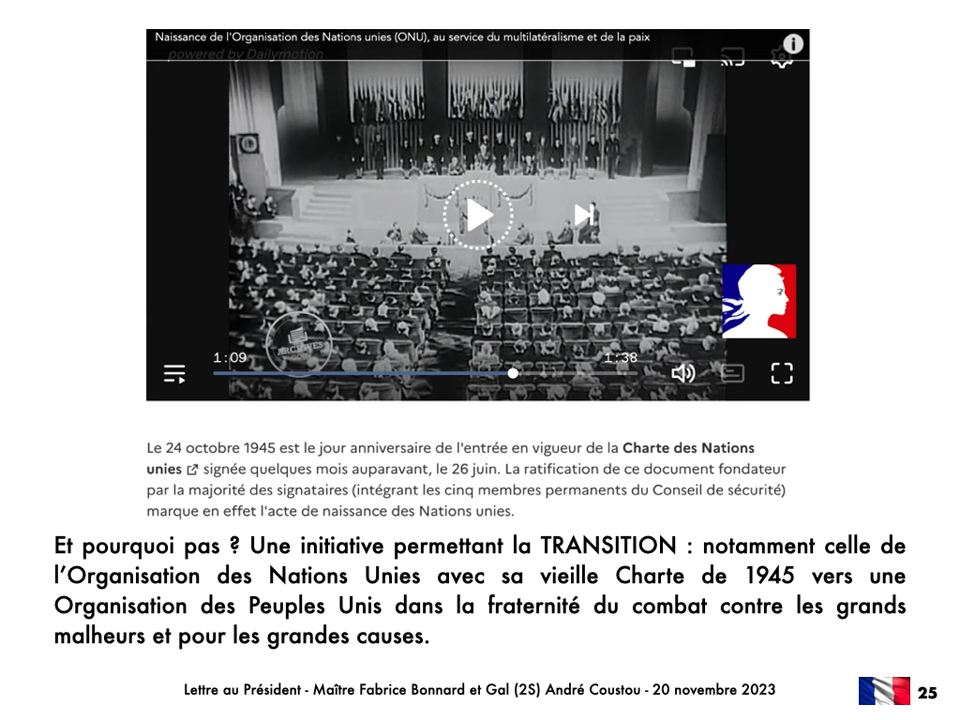 Naissance de l'Organisation des Nations unies (ONU), au service du multilatéralisme et de la paix
powered by Dailymotion
ARCHIVES
1:09
1:38
Le 24 octobre 1945 est le jour anniversaire de l'entrée en vigueur de la Charte des Nations
unies signée quelques mois auparavant, le 26 juin. La ratification de ce document fondateur
par la majorité des signataires (intégrant les cinq membres permanents du Conseil de sécurité)
marque en effet l'acte de naissance des Nations unies.
Et pourquoi pas ? Une initiative permettant la TRANSITION : notamment celle de
l'Organisation des Nations Unies avec sa vieille Charte de 1945 vers une
Organisation des Peuples Unis dans la fraternité du combat contre les grands
malheurs et pour les grandes causes.
Lettre au Président - Maître Fabrice Bonnard et Gal (2S) André Coustou - 20 novembre 2023
25